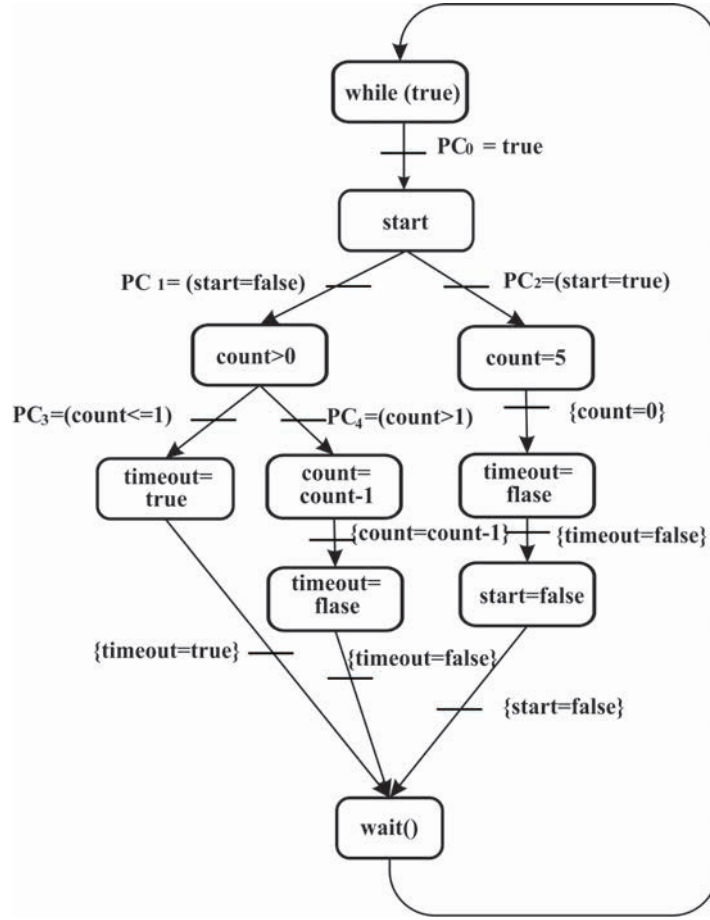 while (true)
PC₀ = true
start
PC ₁= (start=false)
PC₂=(start=true)
count>0
count=5
PC₃=(count<=1)
PC₄=(count>1)
{count=0}
timeout=
true
count=
count-1
timeout=
flase
{count=count-1}
{timeout=false}
timeout=
flase
start=false
{timeout=true}
{timeout=false}
{start=false}
wait()